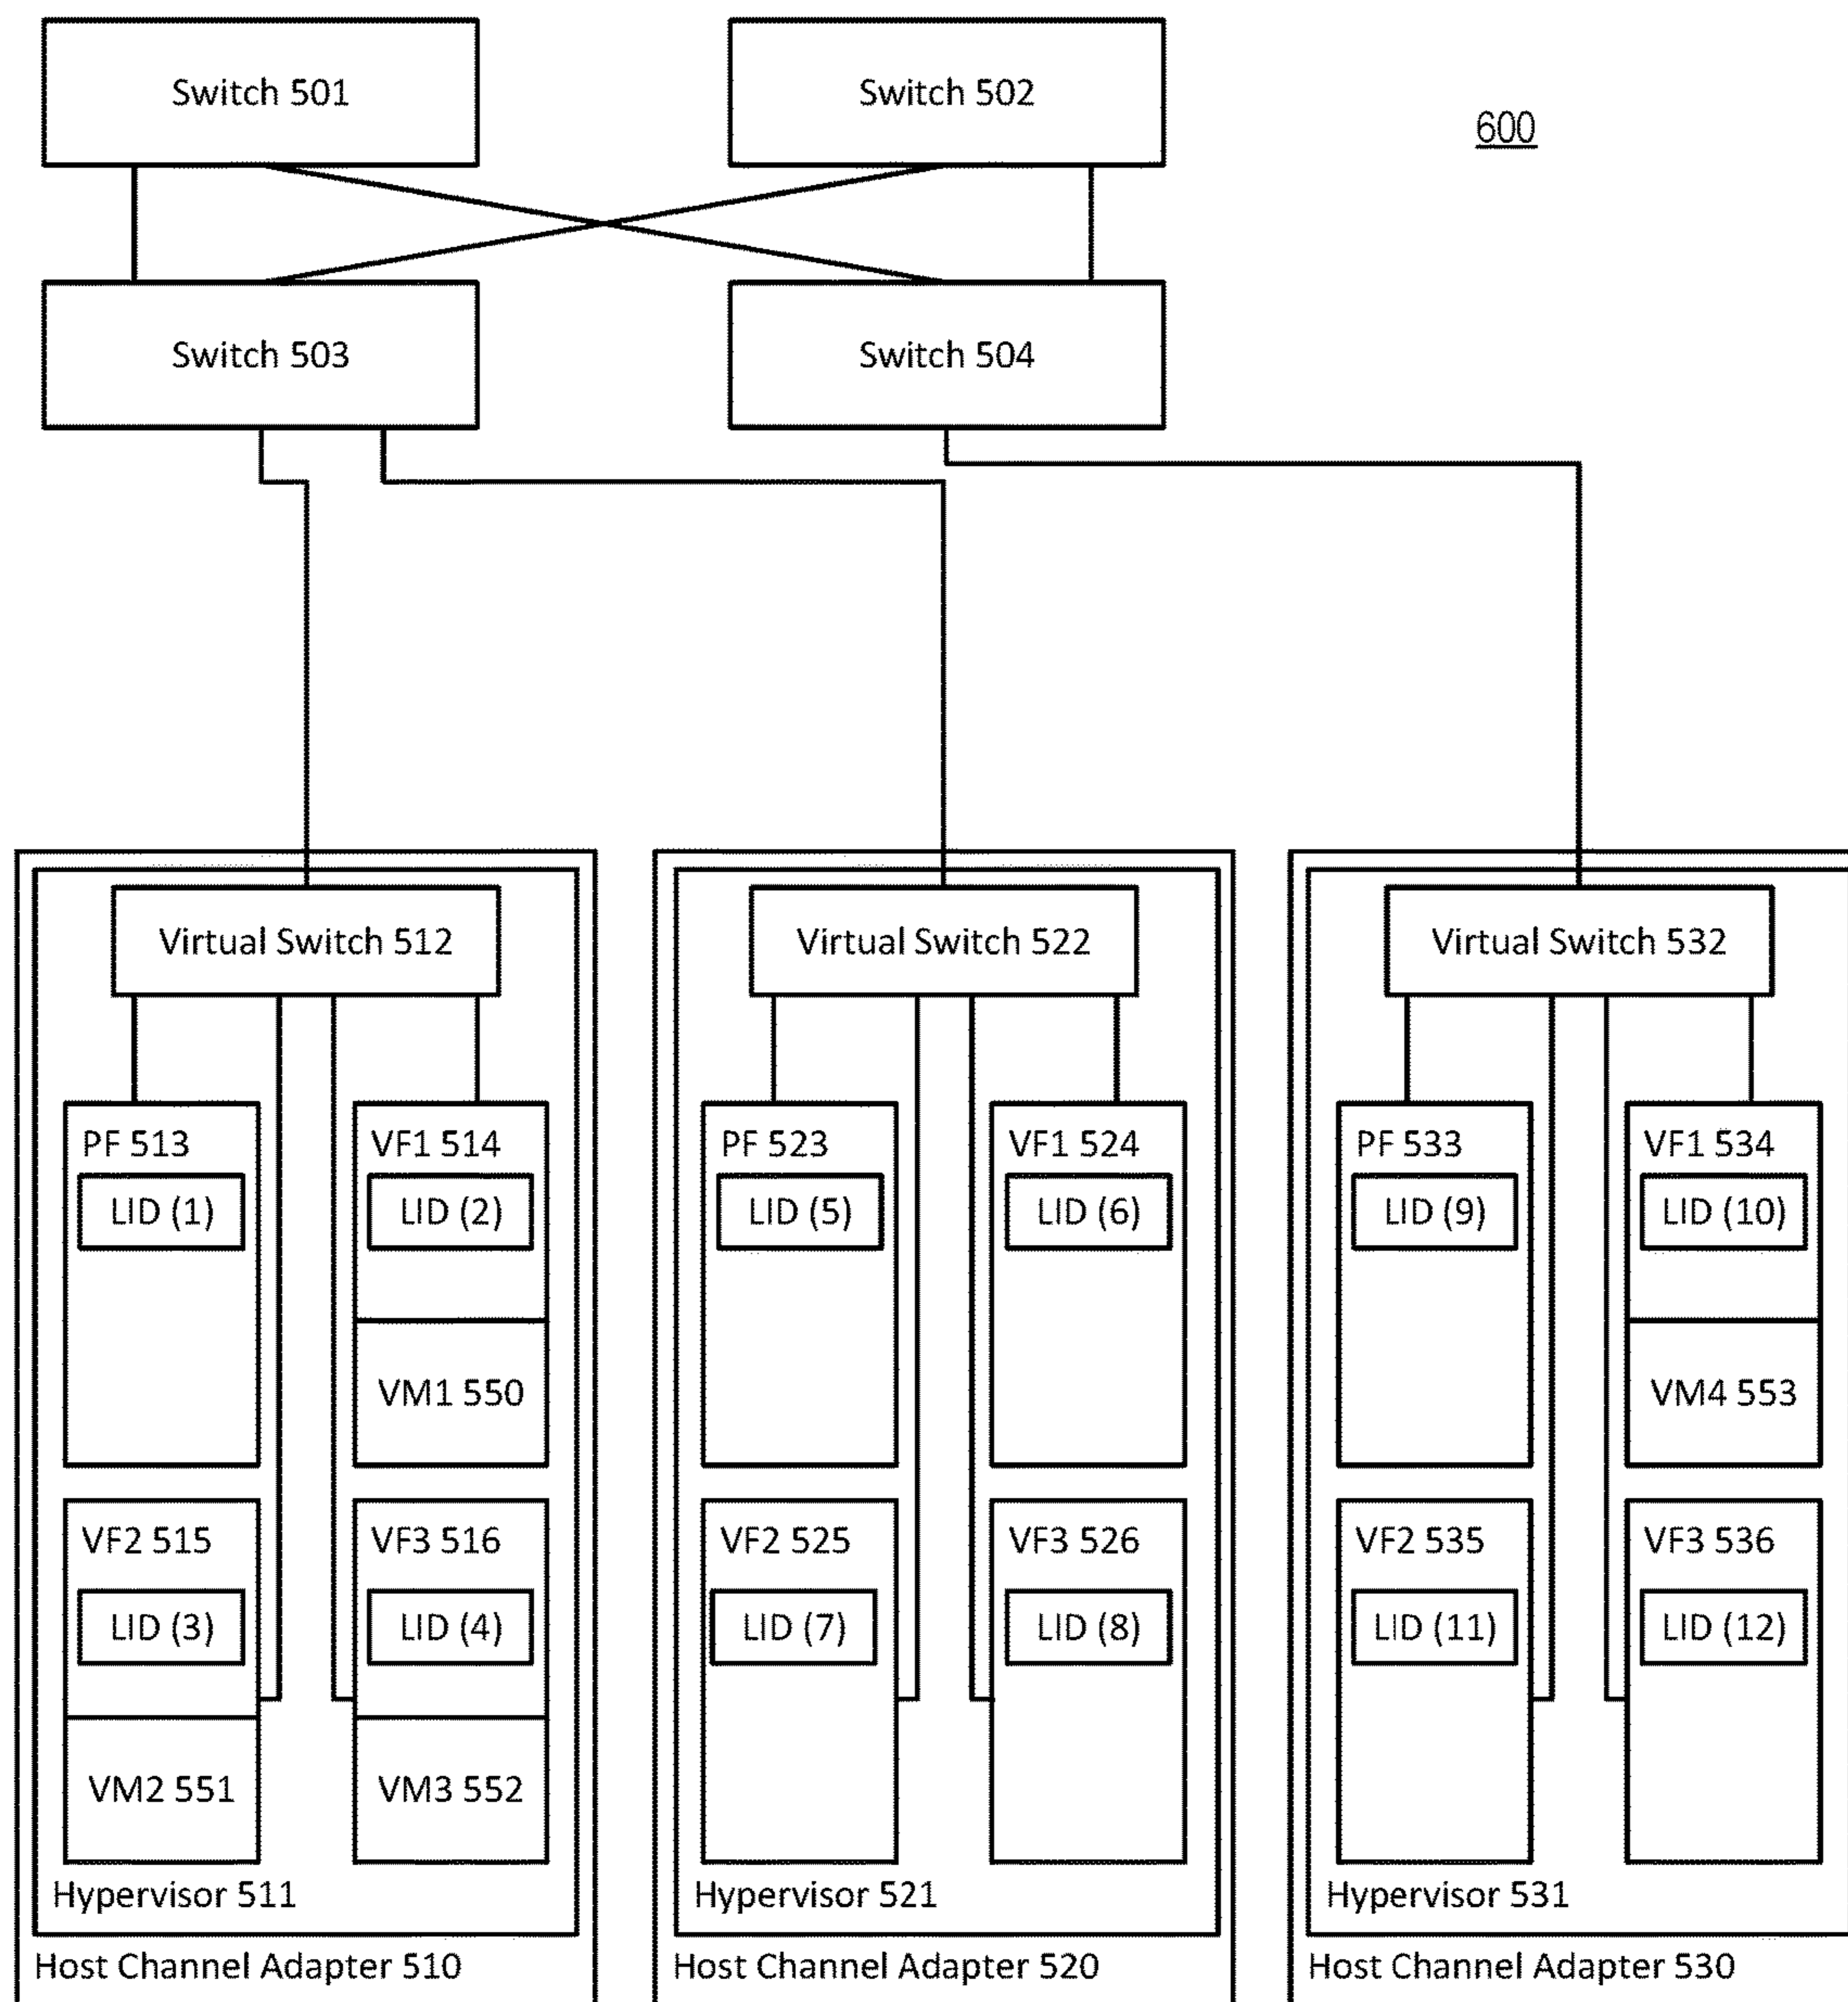 Switch 501
Switch 502
600
Switch 503
Switch 504
Virtual Switch 512
PF 513
LID (1)
VF1 514
LID (2)
VM1 550
VF2 515
LID (3)
VM2 551
VF3 516
LID (4)
VM3 552
Hypervisor 511
Host Channel Adapter 510
Virtual Switch 522
PF 523
LID (5)
VF1 524
LID (6)
VF2 525
LID (7)
VF3 526
LID (8)
Hypervisor 521
Host Channel Adapter 520
Virtual Switch 532
PF 533
LID (9)
VF1 534
LID (10)
VM4 553
VF2 535
LID (11)
VF3 536
LID (12)
Hypervisor 531
Host Channel Adapter 530